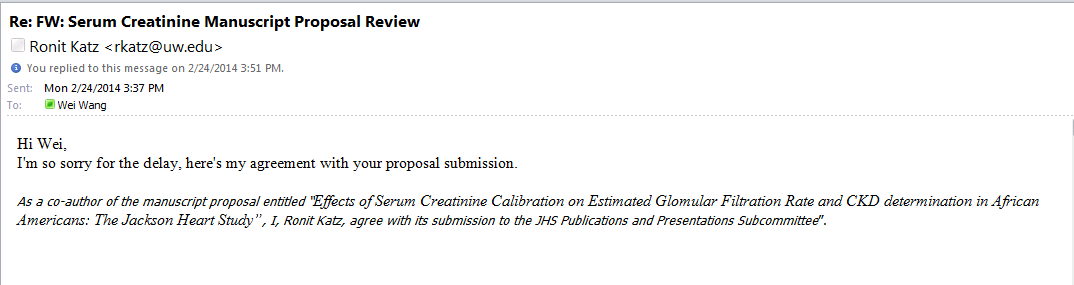 Re: FW: Serum Creatinine Manuscript Proposal Review
Ronit Katz <rkatz@uw.edu>
You replied to this message on 2/24/2014 3:51 PM.
Sent: Mon 2/24/2014 3:37 PM
To: Wei Wang
Hi Wei,
I'm so sorry for the delay, here's my agreement with your proposal submission.
As a co-author of the manuscript proposal entitled "Effects of Serum Creatinine Calibration on Estimated Glomular Filtration Rate and CKD determination in African
Americans: The Jackson Heart Study”, I, Ronit Katz, agree with its submission to the JHS Publications and Presentations Subcommittee".